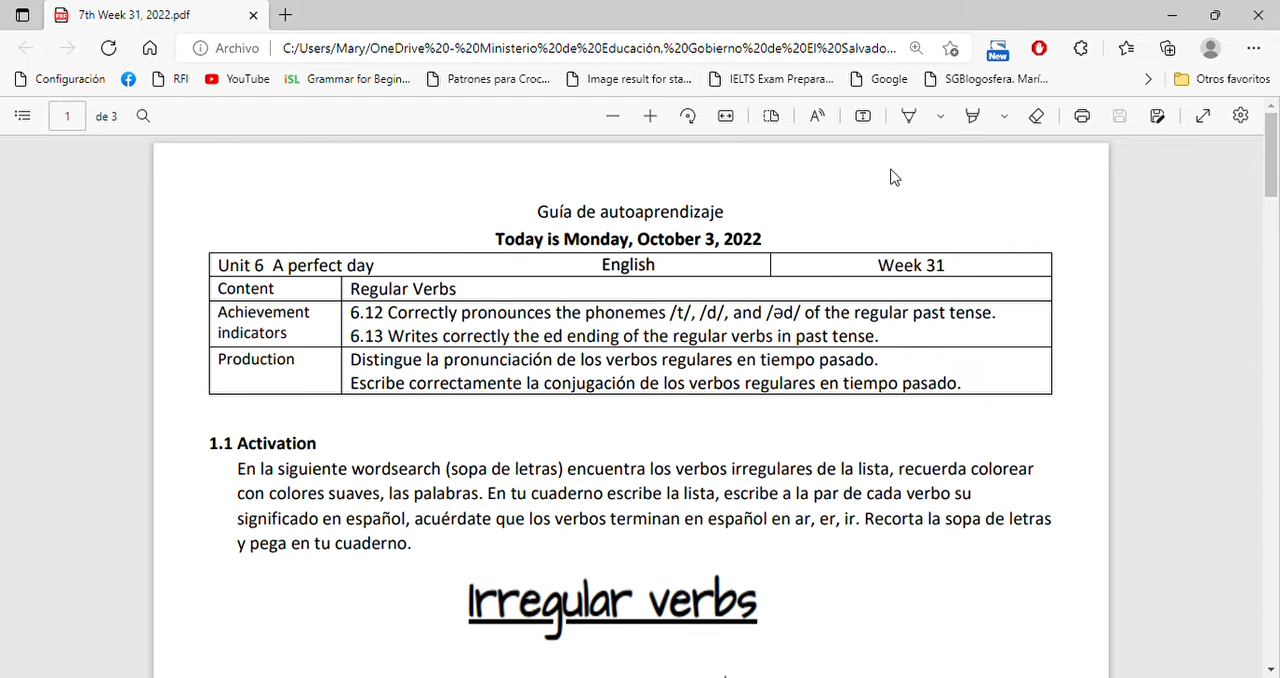 7th Week 31, 2022.pdf
Archivo C:/Users/Mary/OneDrive%20-%20Ministerio%20de%20Educación,%20Gobierno%20de%20El%20Salvado... New
Configuración RFI YouTube iSL Grammar for Begin... Patrones para Croc... Image result for sta... IELTS Exam Prepara... Google SGBlogosfera. Marí... Otros favoritos
1 de 3
Guía de autoaprendizaje
Today is Monday, October 3, 2022
Unit 6 A perfect day English Week 31
Content Regular Verbs
Achievement indicators 6.12 Correctly pronounces the phonemes /t/, /d/, and /əd/ of the regular past tense.
6.13 Writes correctly the ed ending of the regular verbs in past tense.
Production Distingue la pronunciación de los verbos regulares en tiempo pasado.
Escribe correctamente la conjugación de los verbos regulares en tiempo pasado.
1.1 Activation
En la siguiente wordsearch (sopa de letras) encuentra los verbos irregulares de la lista, recuerda colorear
con colores suaves, las palabras. En tu cuaderno escribe la lista, escribe a la par de cada verbo su
significado en español, acuérdate que los verbos terminan en español en ar, er, ir. Recorta la sopa de letras
y pega en tu cuaderno.
Irregular verbs